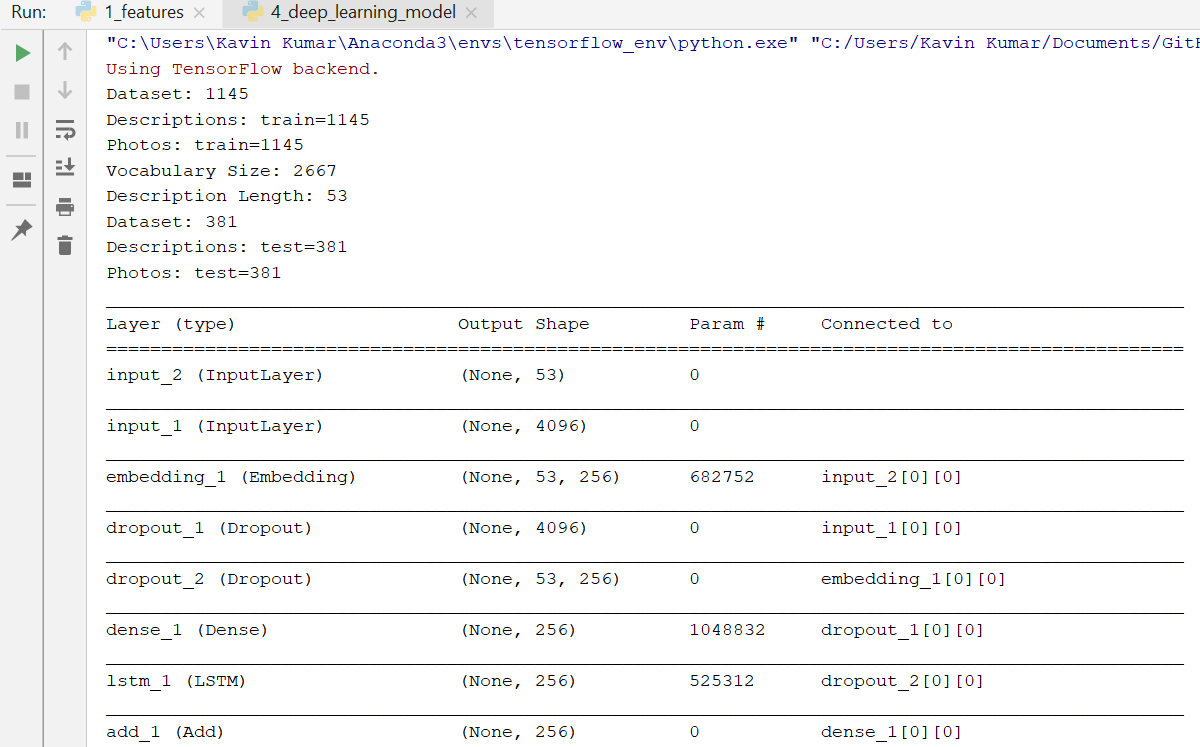 Run: 1_features 4_deep_learning_model
"C:\Users\Kavin Kumar\Anaconda3\envs\tensorflow_env\python.exe" "C:/Users/Kavin Kumar/Documents/GitH
Using TensorFlow backend.
Dataset: 1145
Descriptions: train=1145
Photos: train=1145
Vocabulary Size: 2667
Description Length: 53
Dataset: 381
Descriptions: test=381
Photos: test=381
Layer (type) Output Shape Param # Connected to
input_2 (InputLayer) (None, 53) 0
input_1 (InputLayer) (None, 4096) 0
embedding_1 (Embedding) (None, 53, 256) 682752 input_2[0][0]
dropout_1 (Dropout) (None, 4096) 0 input_1[0][0]
dropout_2 (Dropout) (None, 53, 256) 0 embedding_1[0][0]
dense_1 (Dense) (None, 256) 1048832 dropout_1[0][0]
lstm_1 (LSTM) (None, 256) 525312 dropout_2[0][0]
add_1 (Add) (None, 256) 0 dense_1[0][0]